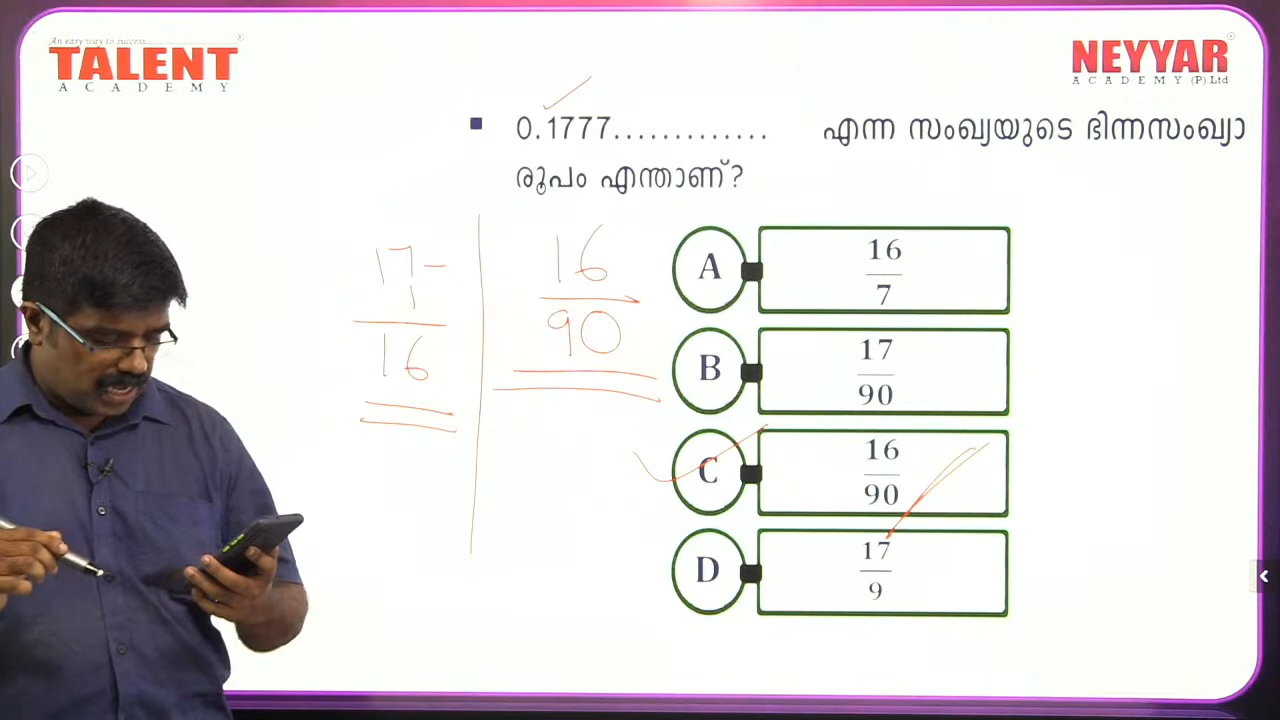 An easy way to success
TALENT
ACADEMY
NEYYAR
ACADEMY (P) Ltd
0.1777............. എന്ന സംഖ്യയുടെ ഭിന്നസംഖ്യാ
രൂപം എന്താണ്?
17 -
1
16
16
90
A
16
7
B
17
90
C
16
90
D
17
9